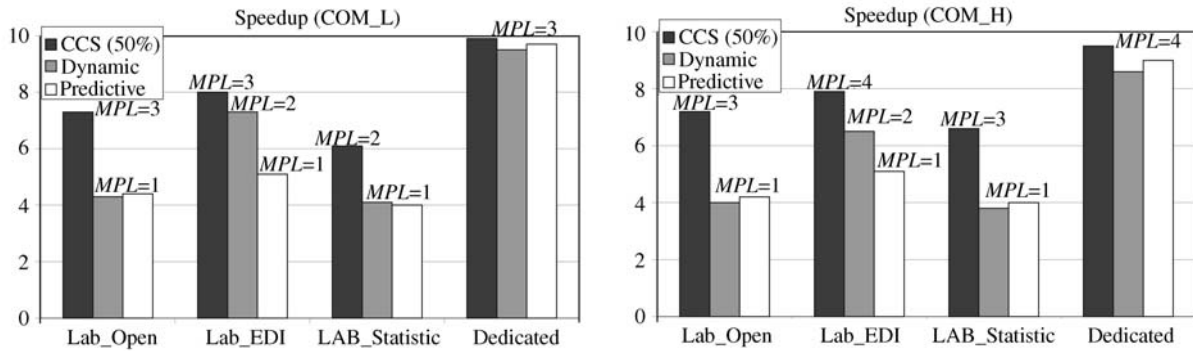 Speedup (COM_L)
10
8
6
4
2
0
CCS (50%)
Dynamic
Predictive
MPL=3
MPL=1
MPL=3
MPL=2
MPL=1
MPL=2
MPL=1
MPL=3
Lab_Open
Lab_EDI
LAB_Statistic
Dedicated
Speedup (COM_H)
10
8
6
4
2
0
CCS (50%)
Dynamic
Predictive
MPL=3
MPL=1
MPL=4
MPL=2
MPL=1
MPL=3
MPL=1
MPL=4
Lab_Open
Lab_EDI
LAB_Statistic
Dedicated